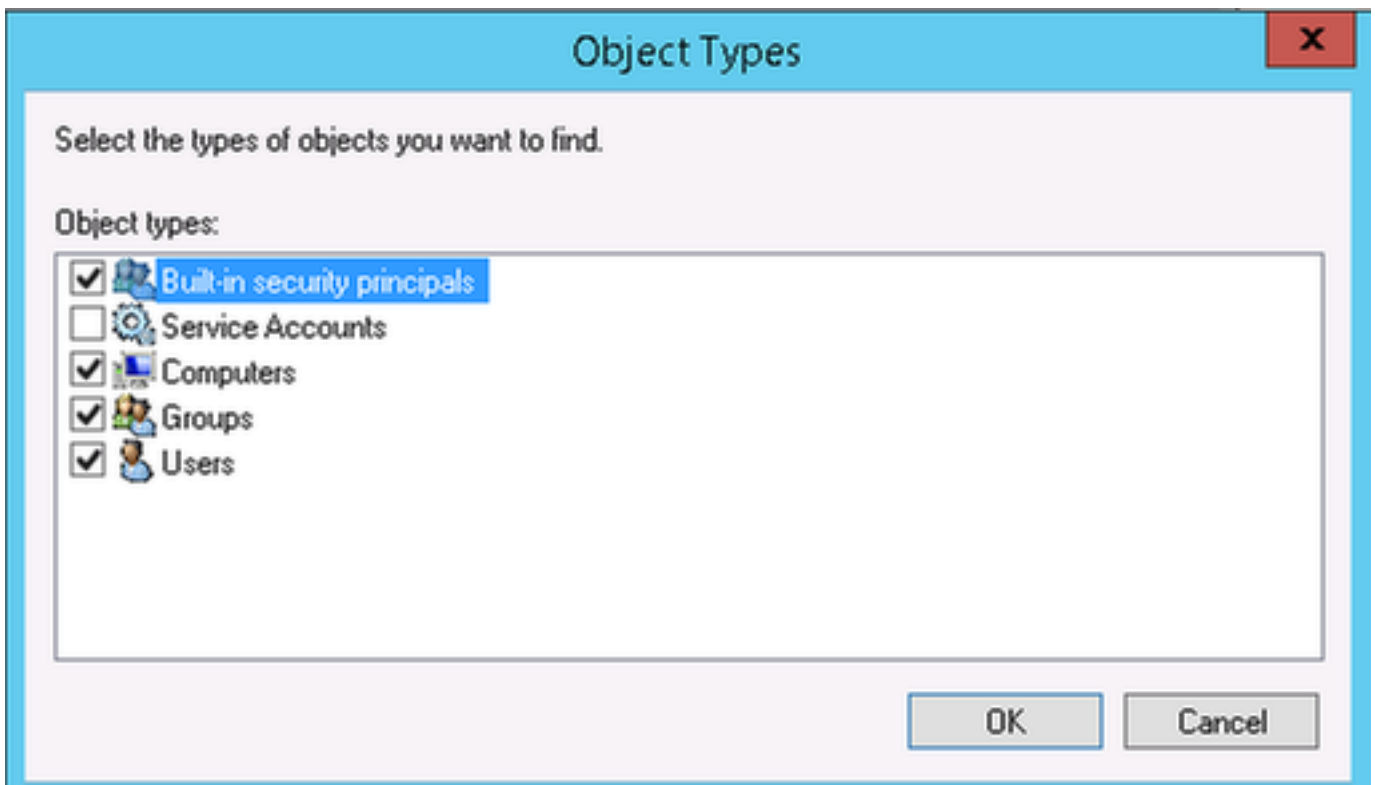 Object Types
x
Select the types of objects you want to find.
Object types:
Built-in security principals
Service Accounts
Computers
Groups
Users
OK
Cancel